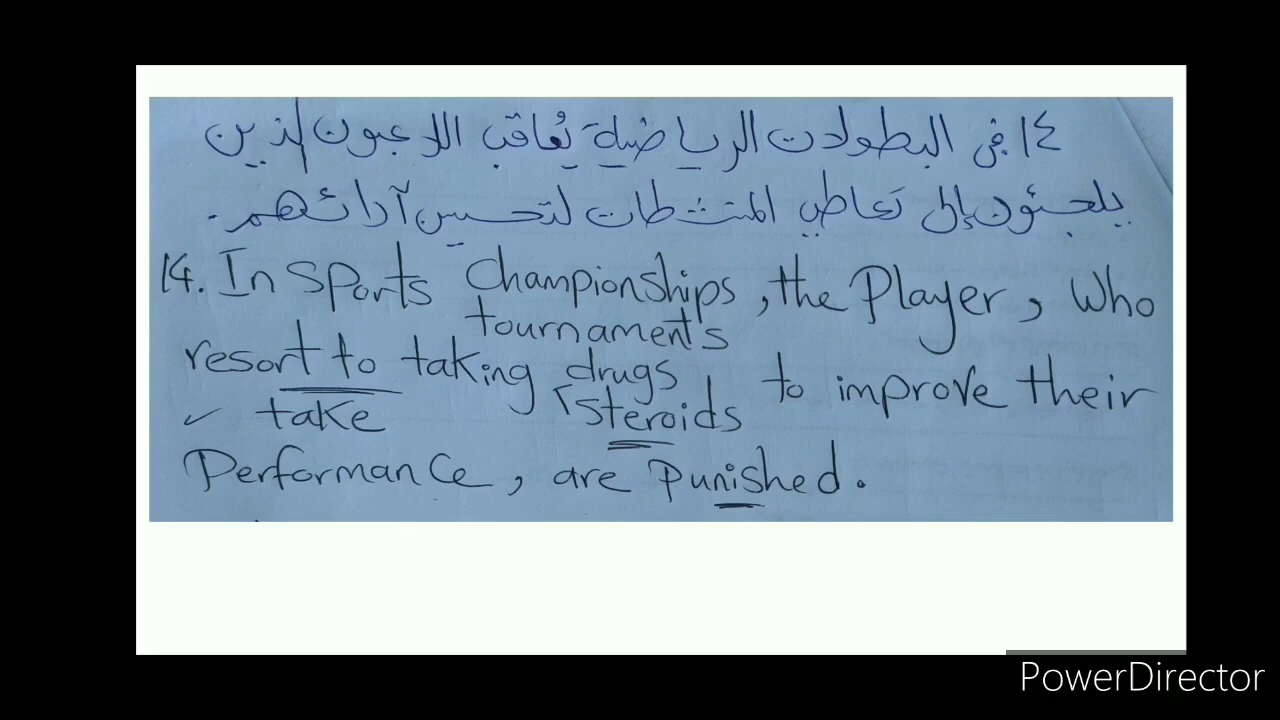 ١٤. في البطولات الرياضية يُعاقب اللاعبون الذين
يلجئون إلى تعاطي المنشطات لتحسين آدائهم.
14. In Sports Championships, the Player, Who
tournaments
resort to taking drugs, to improve their
✓ take steroids
Performance, are Punished.
PowerDirector